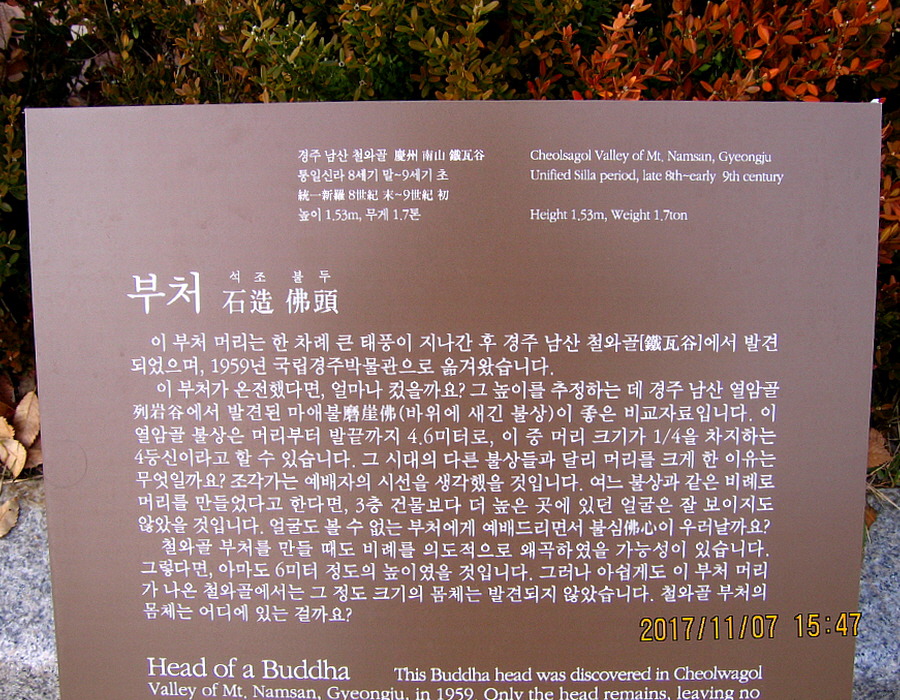 경주 남산 철와골 慶州 南山 鐵瓦谷
통일신라 8세기 말~9세기 초
統一新羅 8世紀 末~9世紀 初
높이 1.53m, 무게 1.7톤
Cheolsagol Valley of Mt. Namsan, Gyeongju
Unified Silla period, late 8th~early 9th century
Height 1.53m, Weight 1.7ton
석조 불두
부처 石造 佛頭
이 부처 머리는 한 차례 큰 태풍이 지나간 후 경주 남산 철와골[鐵瓦谷]에서 발견
되었으며, 1959년 국립경주박물관으로 옮겨왔습니다.
이 부처가 온전했다면, 얼마나 컸을까요? 그 높이를 추정하는 데 경주 남산 열암골
列岩谷에서 발견된 마애불磨崖佛(바위에 새긴 불상)이 좋은 비교자료입니다. 이
열암골 불상은 머리부터 발끝까지 4.6미터로, 이 중 머리 크기가 1/4을 차지하는
4등신이라고 할 수 있습니다. 그 시대의 다른 불상들과 달리 머리를 크게 한 이유는
무엇일까요? 조각가는 예배자의 시선을 생각했을 것입니다. 여느 불상과 같은 비례로
머리를 만들었다고 한다면, 3층 건물보다 더 높은 곳에 있던 얼굴은 잘 보이지도
않았을 것입니다. 얼굴도 볼 수 없는 부처에게 예배드리면서 불심佛心이 우러날까요?
철와골 부처를 만들 때도 비례를 의도적으로 왜곡하였을 가능성이 있습니다.
그렇다면, 아마도 6미터 정도의 높이였을 것입니다. 그러나 아쉽게도 이 부처 머리
가 나온 철와골에서는 그 정도 크기의 몸체는 발견되지 않았습니다. 철와골 부처의
몸체는 어디에 있는 걸까요?
2017/11/07 15:47
Head of a Buddha This Buddha head was discovered in Cheolwagol
Valley of Mt. Namsan, Gyeongju, in 1959. Only the head remains, leaving no